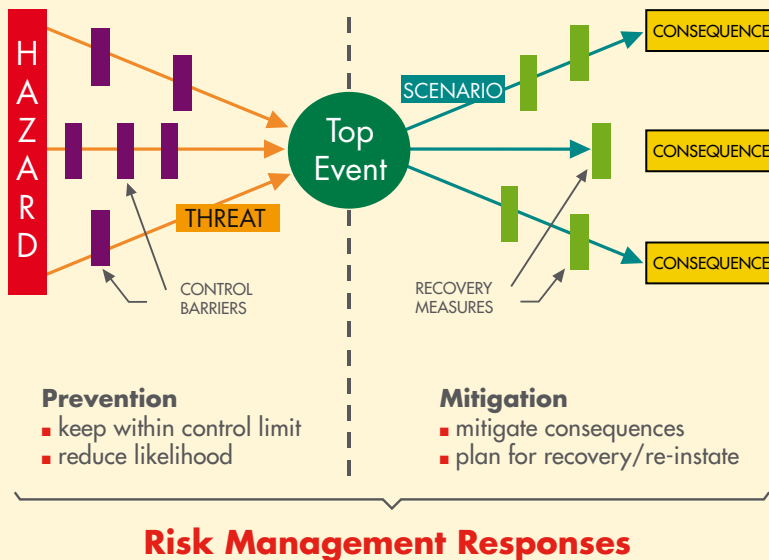 HAZARD
THREAT
CONTROL
BARRIERS
Top
Event
SCENARIO
RECOVERY
MEASURES
CONSEQUENCE
CONSEQUENCE
CONSEQUENCE
Prevention
keep within control limit
reduce likelihood
Mitigation
mitigate consequences
plan for recovery/re-instate
Risk Management Responses